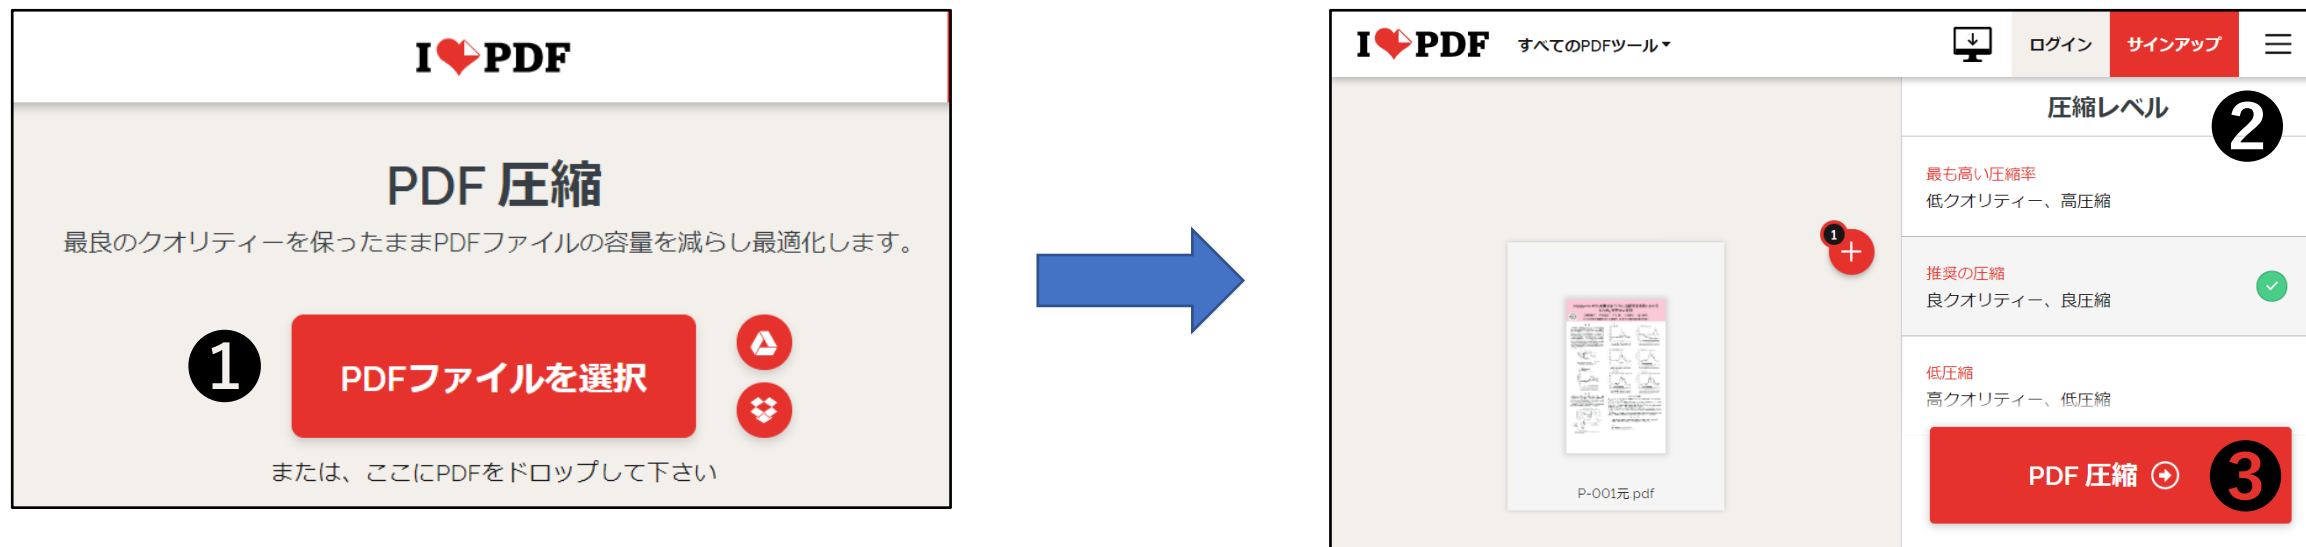 I PDF
PDF 圧縮
最良のクオリティーを保ったままPDFファイルの容量を減らし最適化します。
1
PDFファイルを選択
または、ここにPDFをドロップして下さい
I PDF すべてのPDFツール
ログイン
サインアップ
圧縮レベル
2
最も高い圧縮率
低クオリティー、高圧縮
1
推奨の圧縮
良クオリティー、良圧縮
低圧縮
高クオリティー、低圧縮
P-001元.pdf
PDF 圧縮
3